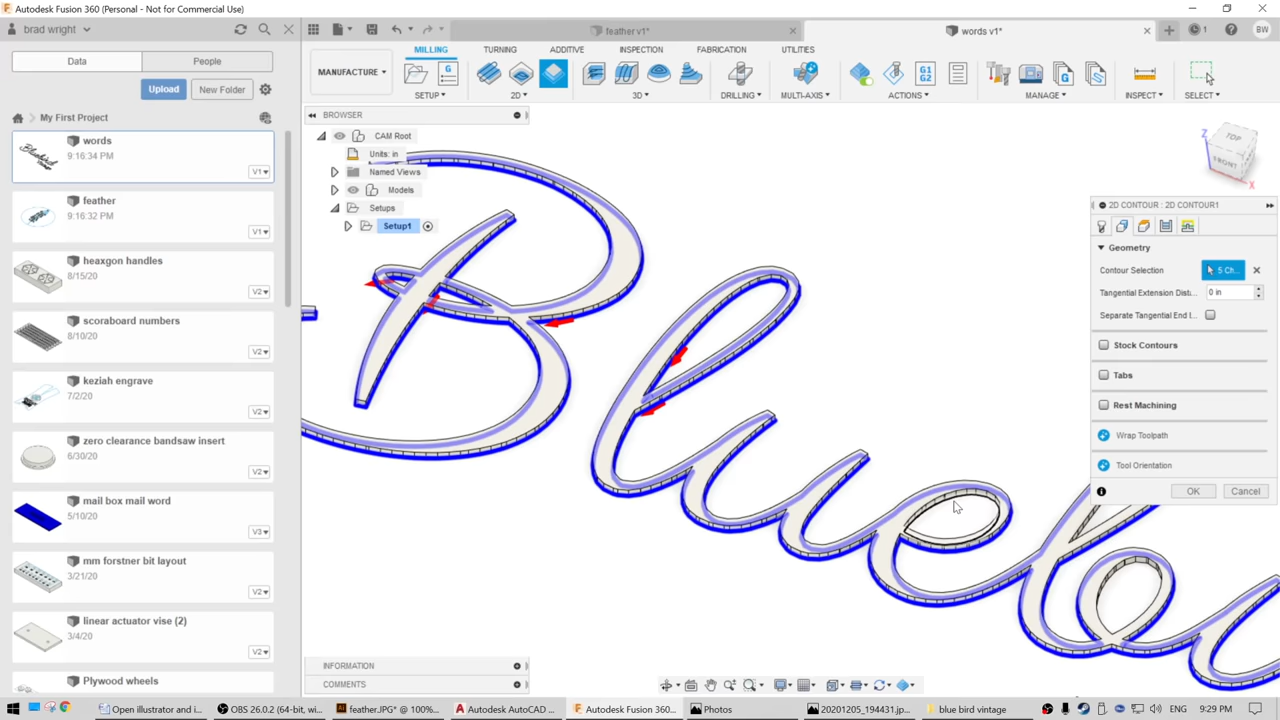 Autodesk Fusion 360 (Personal - Not for Commercial Use)
brad wright
feather v1*
words v1*
1
BW
Data
People
Upload
New Folder
My First Project
words
9:16:34 PM
V1
feather
9:16:32 PM
V1
heaxgon handles
8/15/20
V2
scoraboard numbers
8/10/20
V2
keziah engrave
7/2/20
V2
zero clearance bandsaw insert
6/30/20
V2
mail box mail word
5/10/20
V3
mm forstner bit layout
3/21/20
V2
linear actuator vise (2)
3/4/20
V2
Plywood wheels
MILLING
TURNING
ADDITIVE
INSPECTION
FABRICATION
UTILITIES
MANUFACTURE
G
G1
G2
G
S
SETUP
2D
3D
DRILLING
MULTI-AXIS
ACTIONS
MANAGE
INSPECT
SELECT
BROWSER
CAM Root
Units: in
Named Views
Models
Setups
Setup1
Z
TOP
FRONT
X
2D CONTOUR : 2D CONTOUR1
Geometry
Contour Selection
5 Ch...
Tangential Extension Dist...
0 in
Separate Tangential End I...
Stock Contours
Tabs
Rest Machining
Wrap Toolpath
Tool Orientation
OK
Cancel
Bluebi
INFORMATION
COMMENTS
Open illustrator and i...
OBS 26.0.2 (64-bit, w...
feather.JPG* @ 100%...
Autodesk AutoCAD ...
Autodesk Fusion 360...
Photos
20201205_194431.jp...
blue bird vintage
ENG
9:29 PM